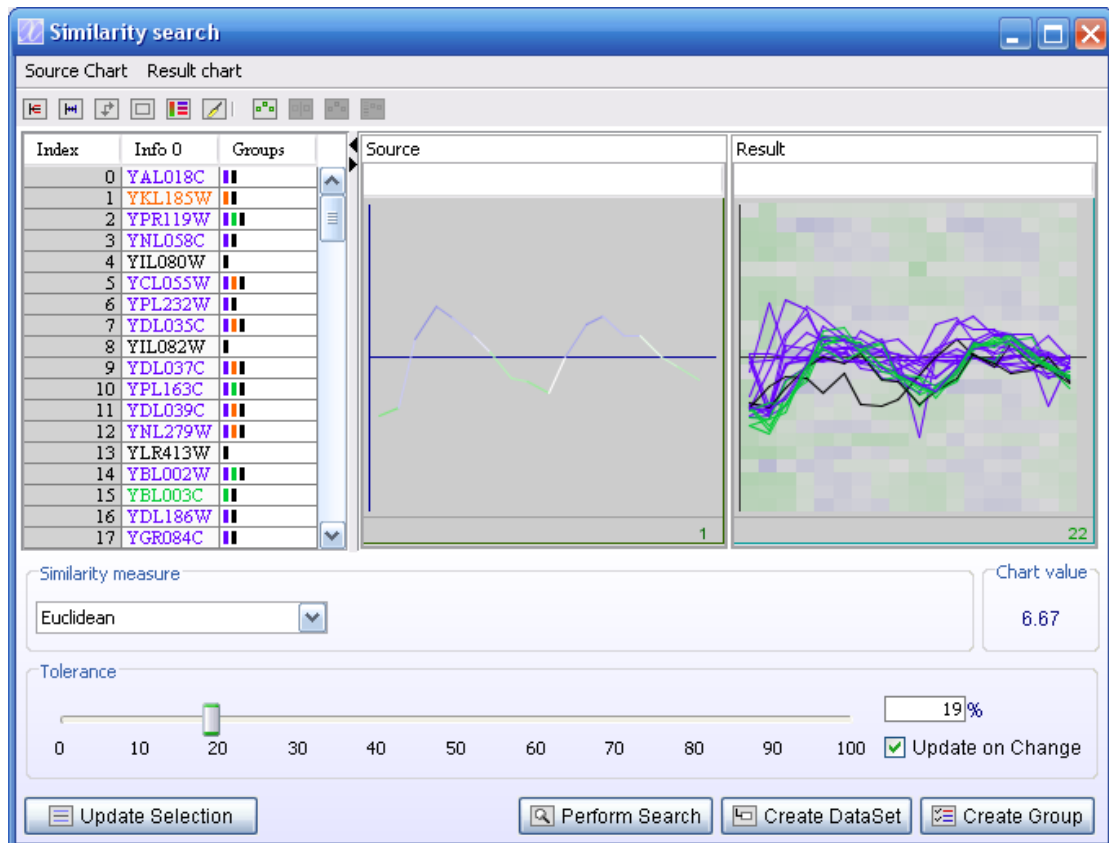 Similarity search
Source Chart Result chart
Index Info 0 Groups
Source
Result
0 YAL018C
1 YKL185W
2 YPR119W
3 YNL058C
4 YIL080W
5 YCL055W
6 YPL232W
7 YDL035C
8 YIL082W
9 YDL037C
10 YPL163C
11 YDL039C
12 YNL279W
13 YLR413W
14 YBL002W
15 YBL003C
16 YDL186W
17 YGR084C
1
22
Similarity measure
Chart value
Euclidean
6.67
Tolerance
19 %
0 10 20 30 40 50 60 70 80 90 100
Update on Change
Update Selection
Perform Search
Create DataSet
Create Group